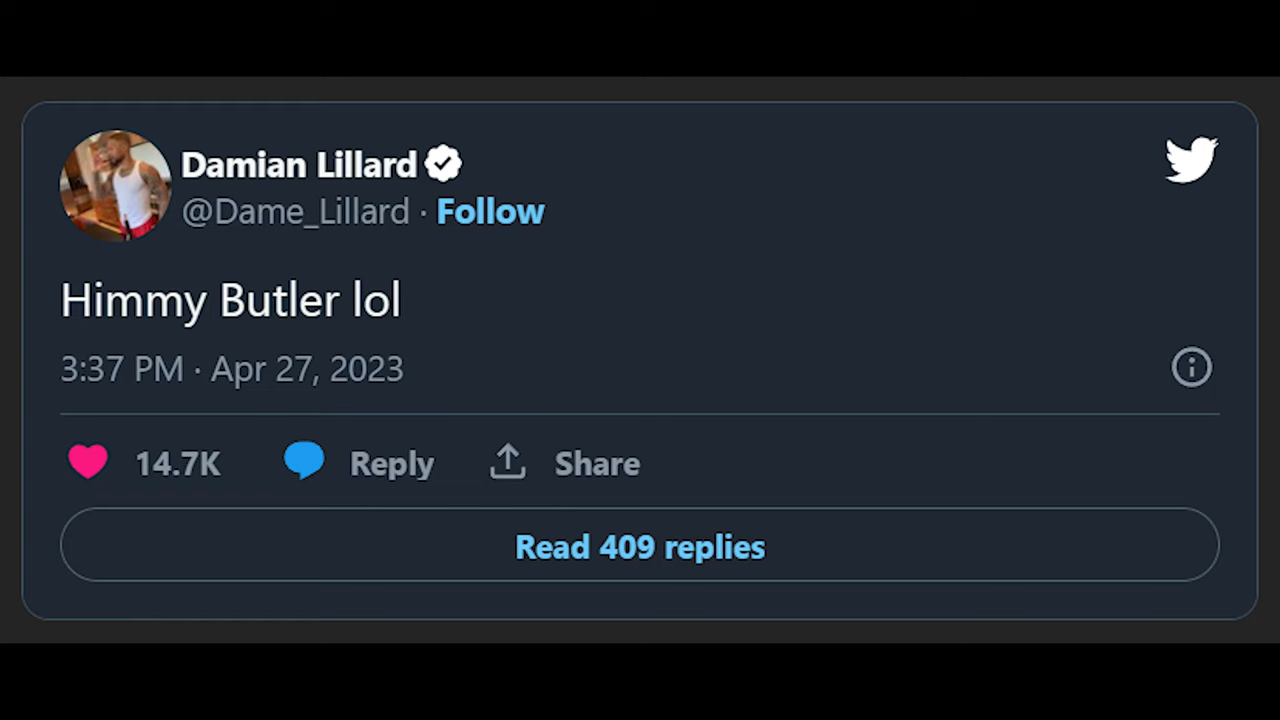 Damian Lillard
@Dame_Lillard · Follow
Himmy Butler lol
3:37 PM · Apr 27, 2023
14.7K Reply Share
Read 409 replies